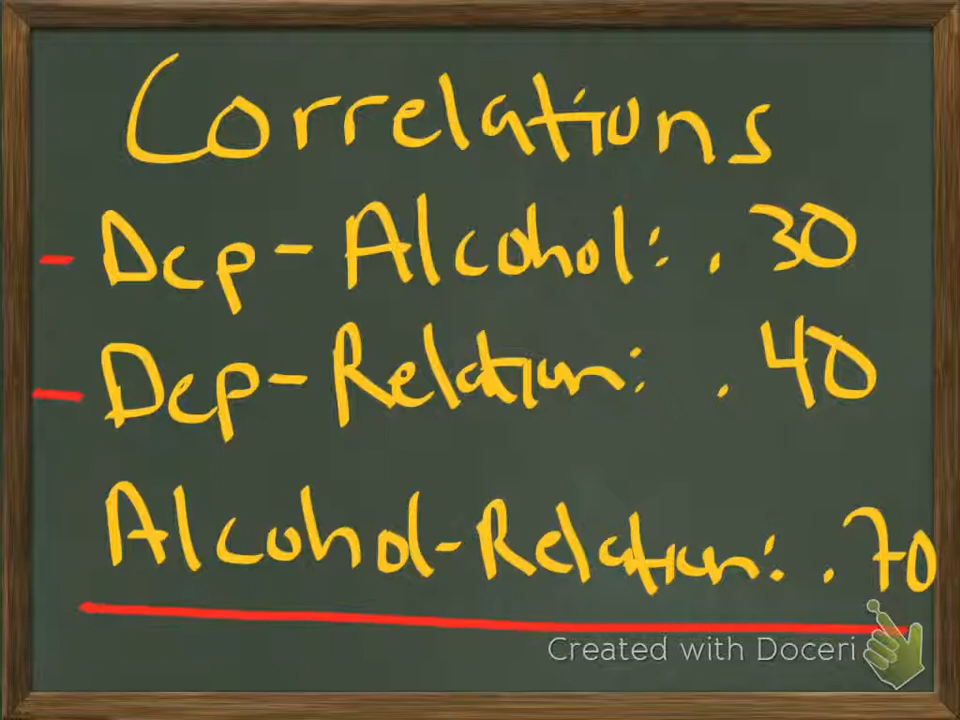 Correlations
- Dep-Alcohol: .30
- Dep-Relation: .40
Alcohol-Relation: .70
Created with Doceri